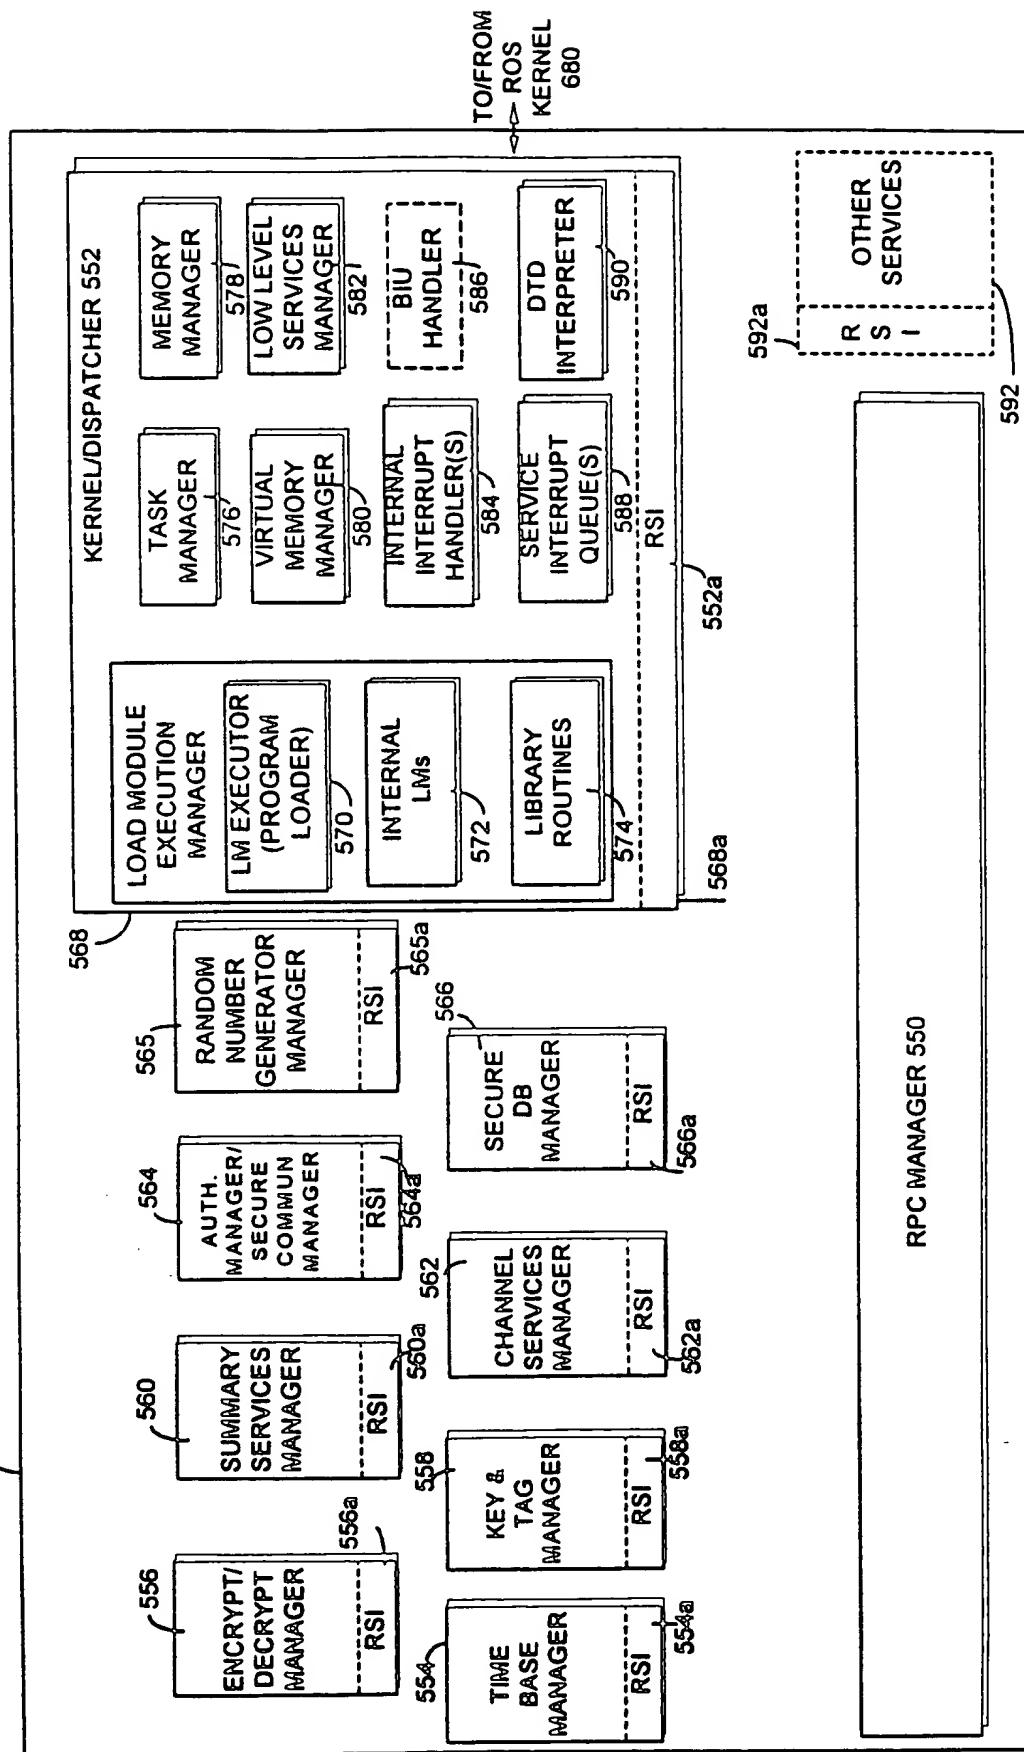 556
ENCRYPT/
DECRYPT
MANAGER
RSI
556a
560
SUMMARY
SERVICES
MANAGER
RSI
560a
564
AUTH.
MANAGER/
SECURE
COMMUN
MANAGER
RSI
564a
565
RANDOM
NUMBER
GENERATOR
MANAGER
RSI
565a
554
TIME
BASE
MANAGER
RSI
554a
558
KEY &
TAG
MANAGER
RSI
558a
562
CHANNEL
SERVICES
MANAGER
RSI
562a
566
SECURE
DB
MANAGER
RSI
566a
568
KERNEL/DISPATCHER 552
LOAD MODULE
EXECUTION
MANAGER
LM EXECUTOR
(PROGRAM
LOADER)
570
INTERNAL
LMs
572
LIBRARY
ROUTINES
574
568a
TASK
MANAGER
576
MEMORY
MANAGER
578
VIRTUAL
MEMORY
MANAGER
580
LOW LEVEL
SERVICES
MANAGER
582
INTERNAL
INTERRUPT
HANDLER(S)
584
BIU
HANDLER
586
SERVICE
INTERRUPT
QUEUE(S)
588
DTD
INTERPRETER
590
RSI
552a
TO/FROM
ROS
KERNEL
680
RPC MANAGER 550
592a
R
S
I
OTHER
SERVICES
592